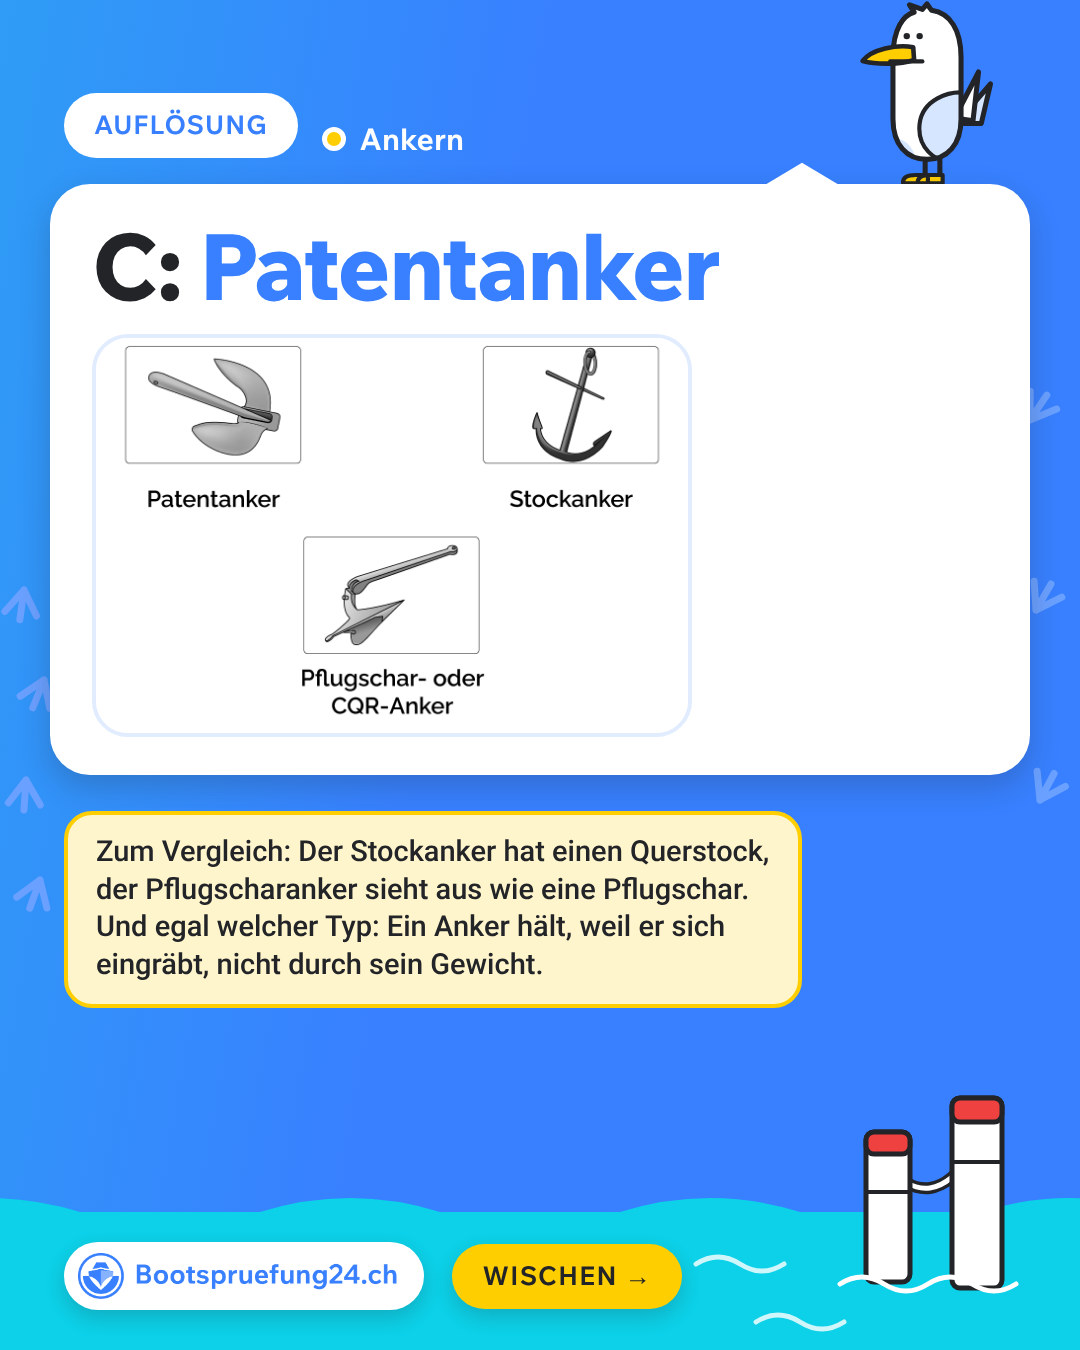 AUFLÖSUNG
Ankern
C: Patentanker
Patentanker
Stockanker
Pflugschar- oder
CQR-Anker
Zum Vergleich: Der Stockanker hat einen Querstock,
der Pflugscharanker sieht aus wie eine Pflugschar.
Und egal welcher Typ: Ein Anker hält, weil er sich
eingräbt, nicht durch sein Gewicht.
Bootspruefung24.ch
WISCHEN →